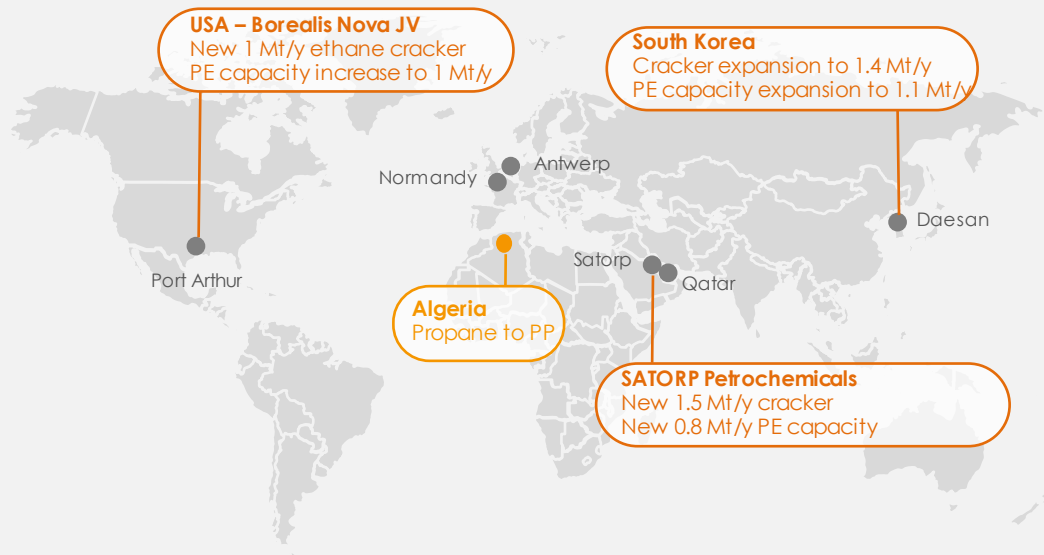 USA – Borealis Nova JV
New 1 Mt/y ethane cracker
PE capacity increase to 1 Mt/y
South Korea
Cracker expansion to 1.4 Mt/y
PE capacity expansion to 1.1 Mt/y
Antwerp
Normandy
Daesan
Satorp
Port Arthur
Qatar
Algeria
Propane to PP
SATORP Petrochemicals
New 1.5 Mt/y cracker
New 0.8 Mt/y PE capacity